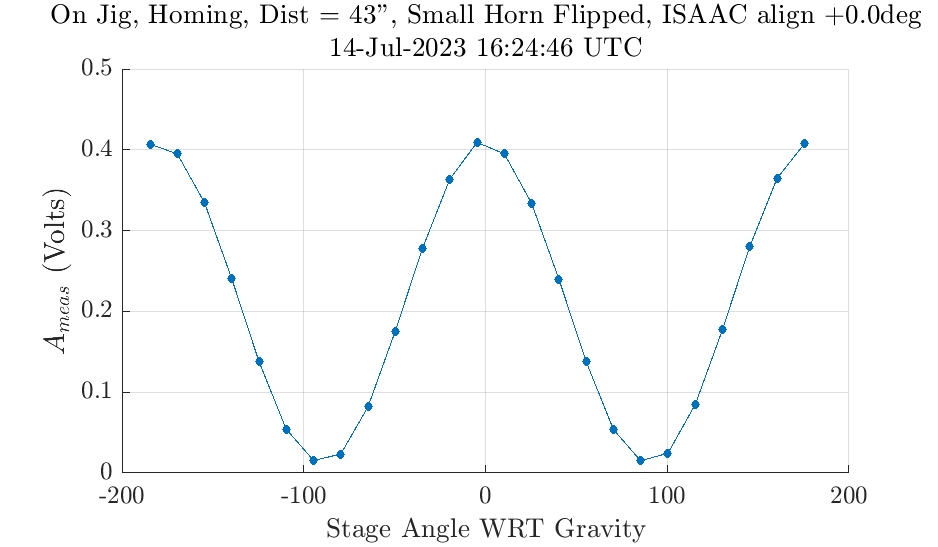 On Jig, Homing, Dist = 43”, Small Horn Flipped, ISAAC align +0.0deg
14-Jul-2023 16:24:46 UTC
0.5
0.4
0.3
0.2
0.1
0
A_meas (Volts)
-200 -100 0 100 200
Stage Angle WRT Gravity